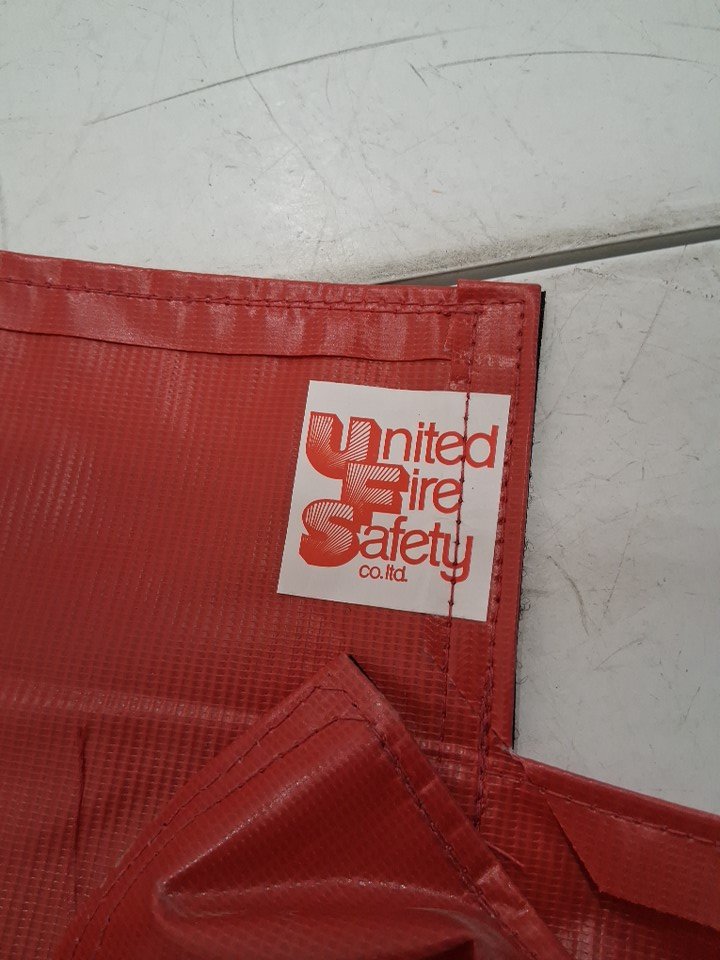 United
Fire
Safety
co. ltd.